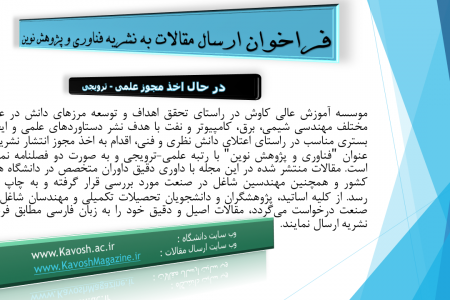 فراخوان ارسال مقالات به نشریه فناوری و پژوهش نوین
در حال اخذ مجوز علمی - ترویجی
موسسه آموزش عالی کاوش در راستای تحقق اهداف و توسعه مرزهای دانش در
مختلف مهندسی شیمی، برق، کامپیوتر و نفت با هدف نشر دستاوردهای علمی و
بستری مناسب در راستای اعتلای دانش نظری و فنی، اقدام به اخذ مجوز انتشار
عنوان "فناوری و پژوهش نوین" با رتبه علمی-ترویجی و به صورت دو فصلنامه
است. مقالات منتشر شده در این مجله با داوری دقیق داوران متخصص در دانشگاه
کشور و همچنین مهندسین شاغل در صنعت مورد بررسی قرار گرفته و به چاپ
رسد. از کلیه اساتید، پژوهشگران و دانشجویان تحصیلات تکمیلی و مهندسان
صنعت درخواست می‌گردد، مقالات اصیل و دقیق خود را به زبان فارسی مطابق
نشریه ارسال نمایند.
وب سایت دانشگاه : www.Kavosh.ac.ir
وب سایت ارسال مقالات : www.KavoshMagazine.ir